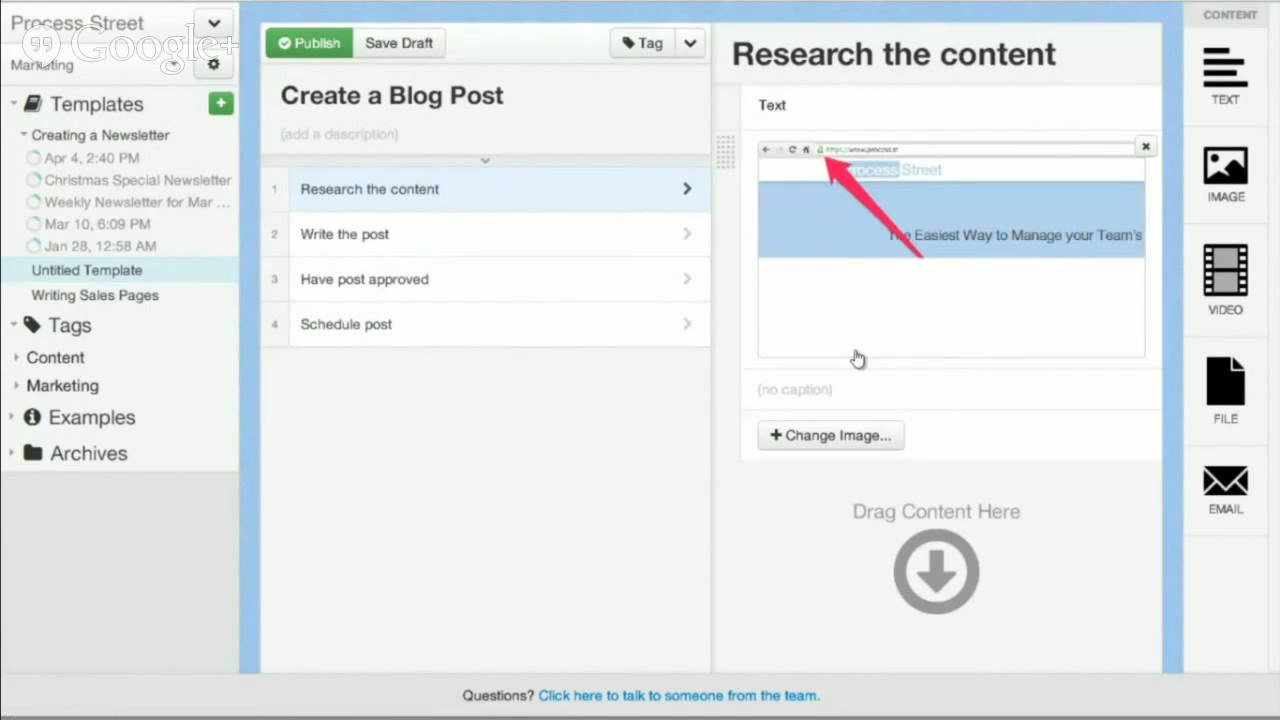 Process Street
Google+
Marketing
Templates
Creating a Newsletter
Apr 4, 2:40 PM
Christmas Special Newsletter
Weekly Newsletter for Mar ...
Mar 10, 6:09 PM
Jan 28, 12:58 AM
Untitled Template
Writing Sales Pages
Tags
Content
Marketing
Examples
Archives
Publish
Save Draft
Tag
Create a Blog Post
(add a description)
1 Research the content
2 Write the post
3 Have post approved
4 Schedule post
Research the content
Text
Process Street
The Easiest Way to Manage your Team's
(no caption)
+ Change Image...
Drag Content Here
CONTENT
TEXT
IMAGE
VIDEO
FILE
EMAIL
Questions? Click here to talk to someone from the team.